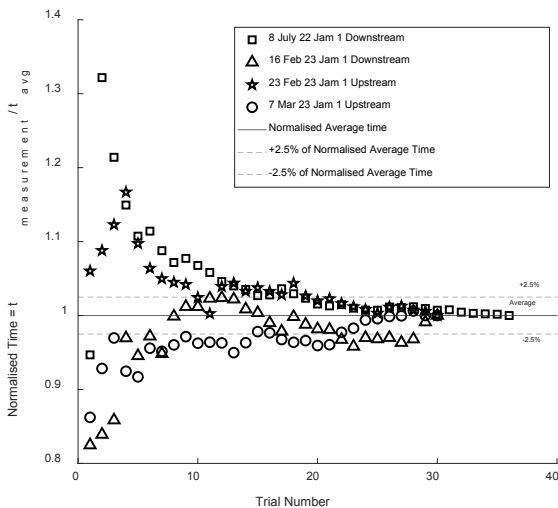 1.4
1.3
1.2
1.1
1
0.9
0.8
Normalised Time = t measurement / t avg
8 July 22 Jam 1 Downstream
16 Feb 23 Jam 1 Downstream
23 Feb 23 Jam 1 Upstream
7 Mar 23 Jam 1 Upstream
Normalised Average time
+2.5% of Normalised Average Time
-2.5% of Normalised Average Time
+2.5%
Average
-2.5%
0 10 20 30 40
Trial Number